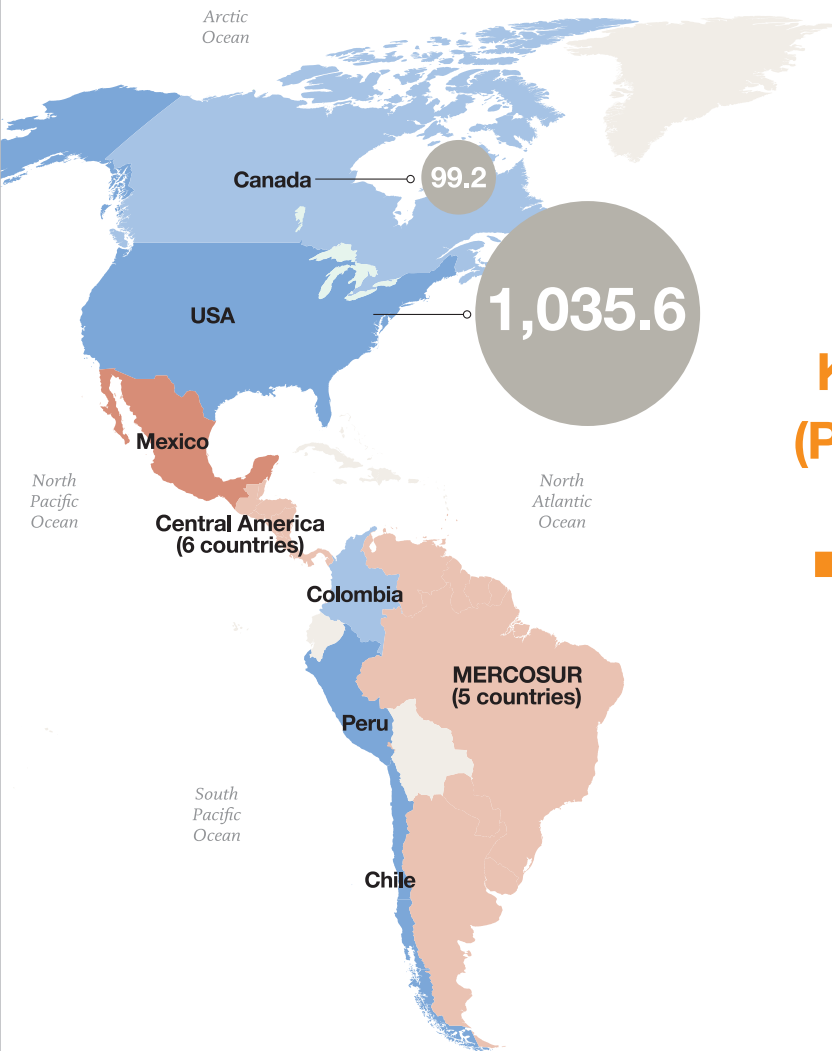 Arctic
Ocean
Canada
99.2
USA
1,035.6
K
(P
Mexico
North
Pacific
Ocean
North
Atlantic
Ocean
Central America
(6 countries)
Colombia
MERCOSUR
(5 countries)
Peru
South
Pacific
Ocean
Chile